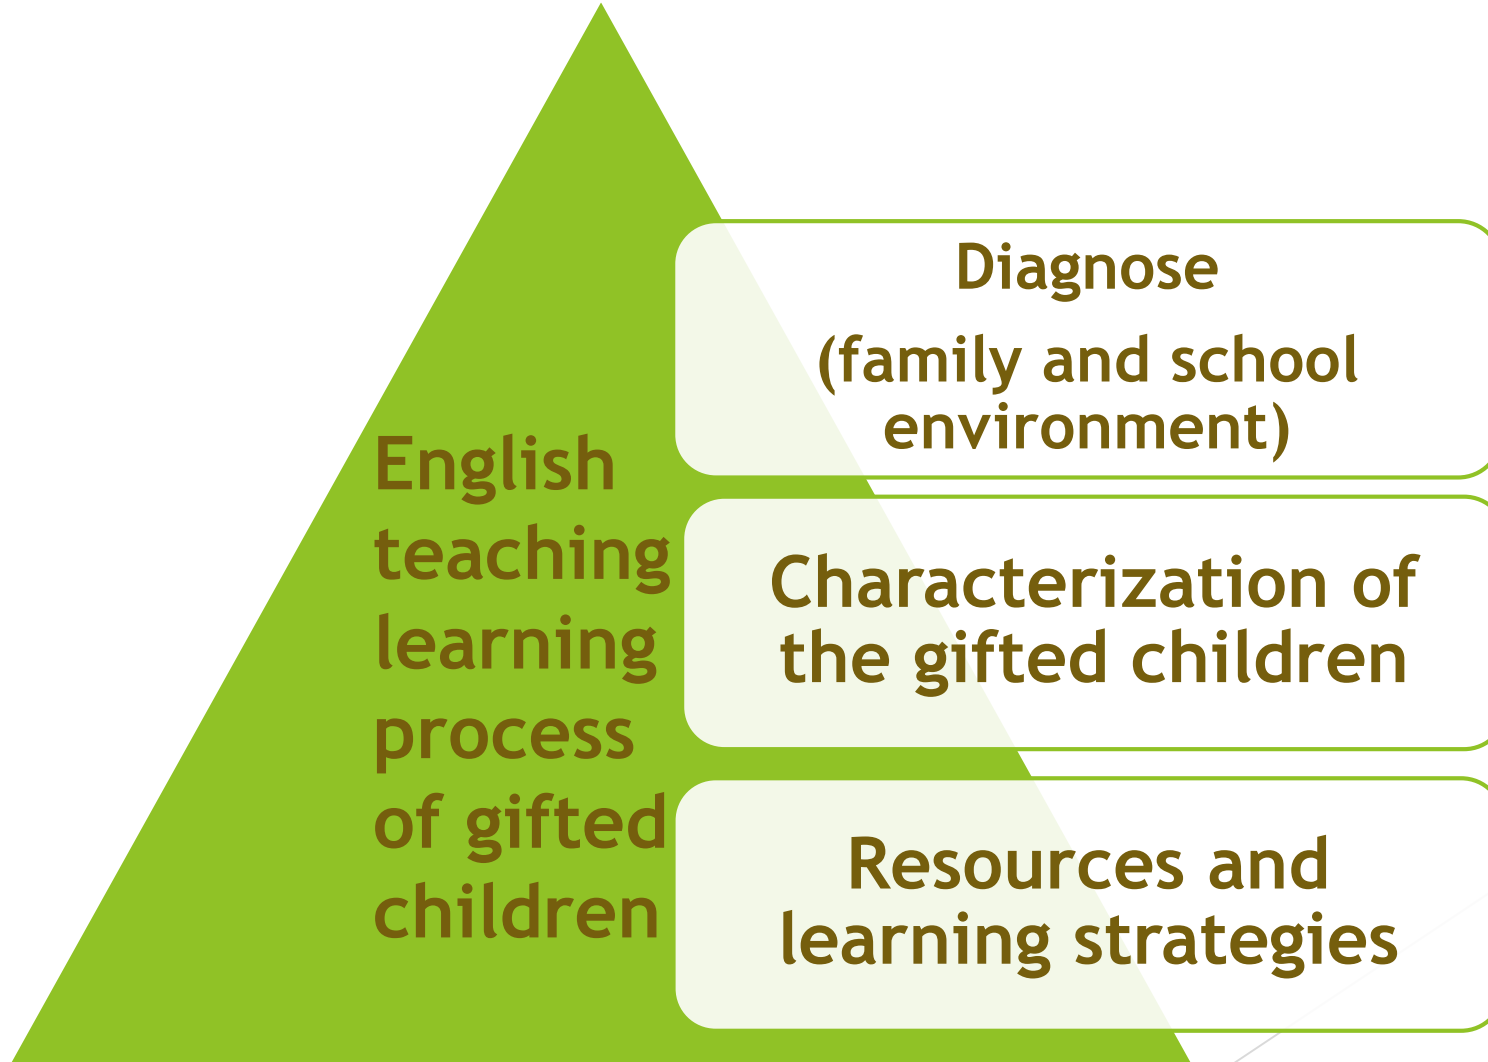 English
teaching
learning
process
of gifted
children
Diagnose
(family and school
environment)
Characterization of
the gifted children
Resources and
learning strategies